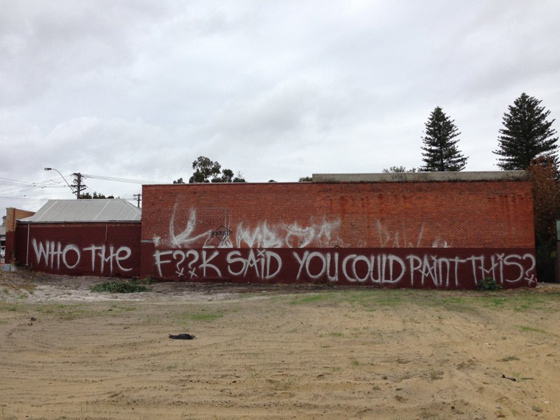 WHO THE F??K SAiD YOU COULD PAiNT THiS?